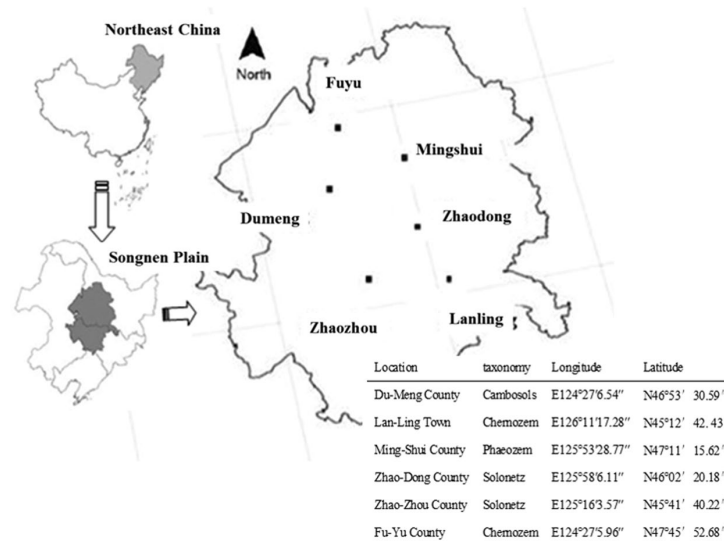 Northeast China
North
Fuyu
Mingshui
Dumeng
Zhaodong
Songnen Plain
Zhaozhou
Lanling
Location taxonomy Longitude Latitude
Du-Meng County Cambosols E124°27'6.54" N46°53′ 30.59″
Lan-Ling Town Chernozem E126°11'17.28" N45°12′ 42.43
Ming-Shui County Phaeozem E125°53'28.77" N47°11′ 15.62″
Zhao-Dong County Solonetz E125°58'6.11" N46°02′ 20.18″
Zhao-Zhou County Solonetz E125°16'3.57" N45°41′ 40.22″
Fu-Yu County Chernozem E124°27'5.96" N47°45′ 52.68″